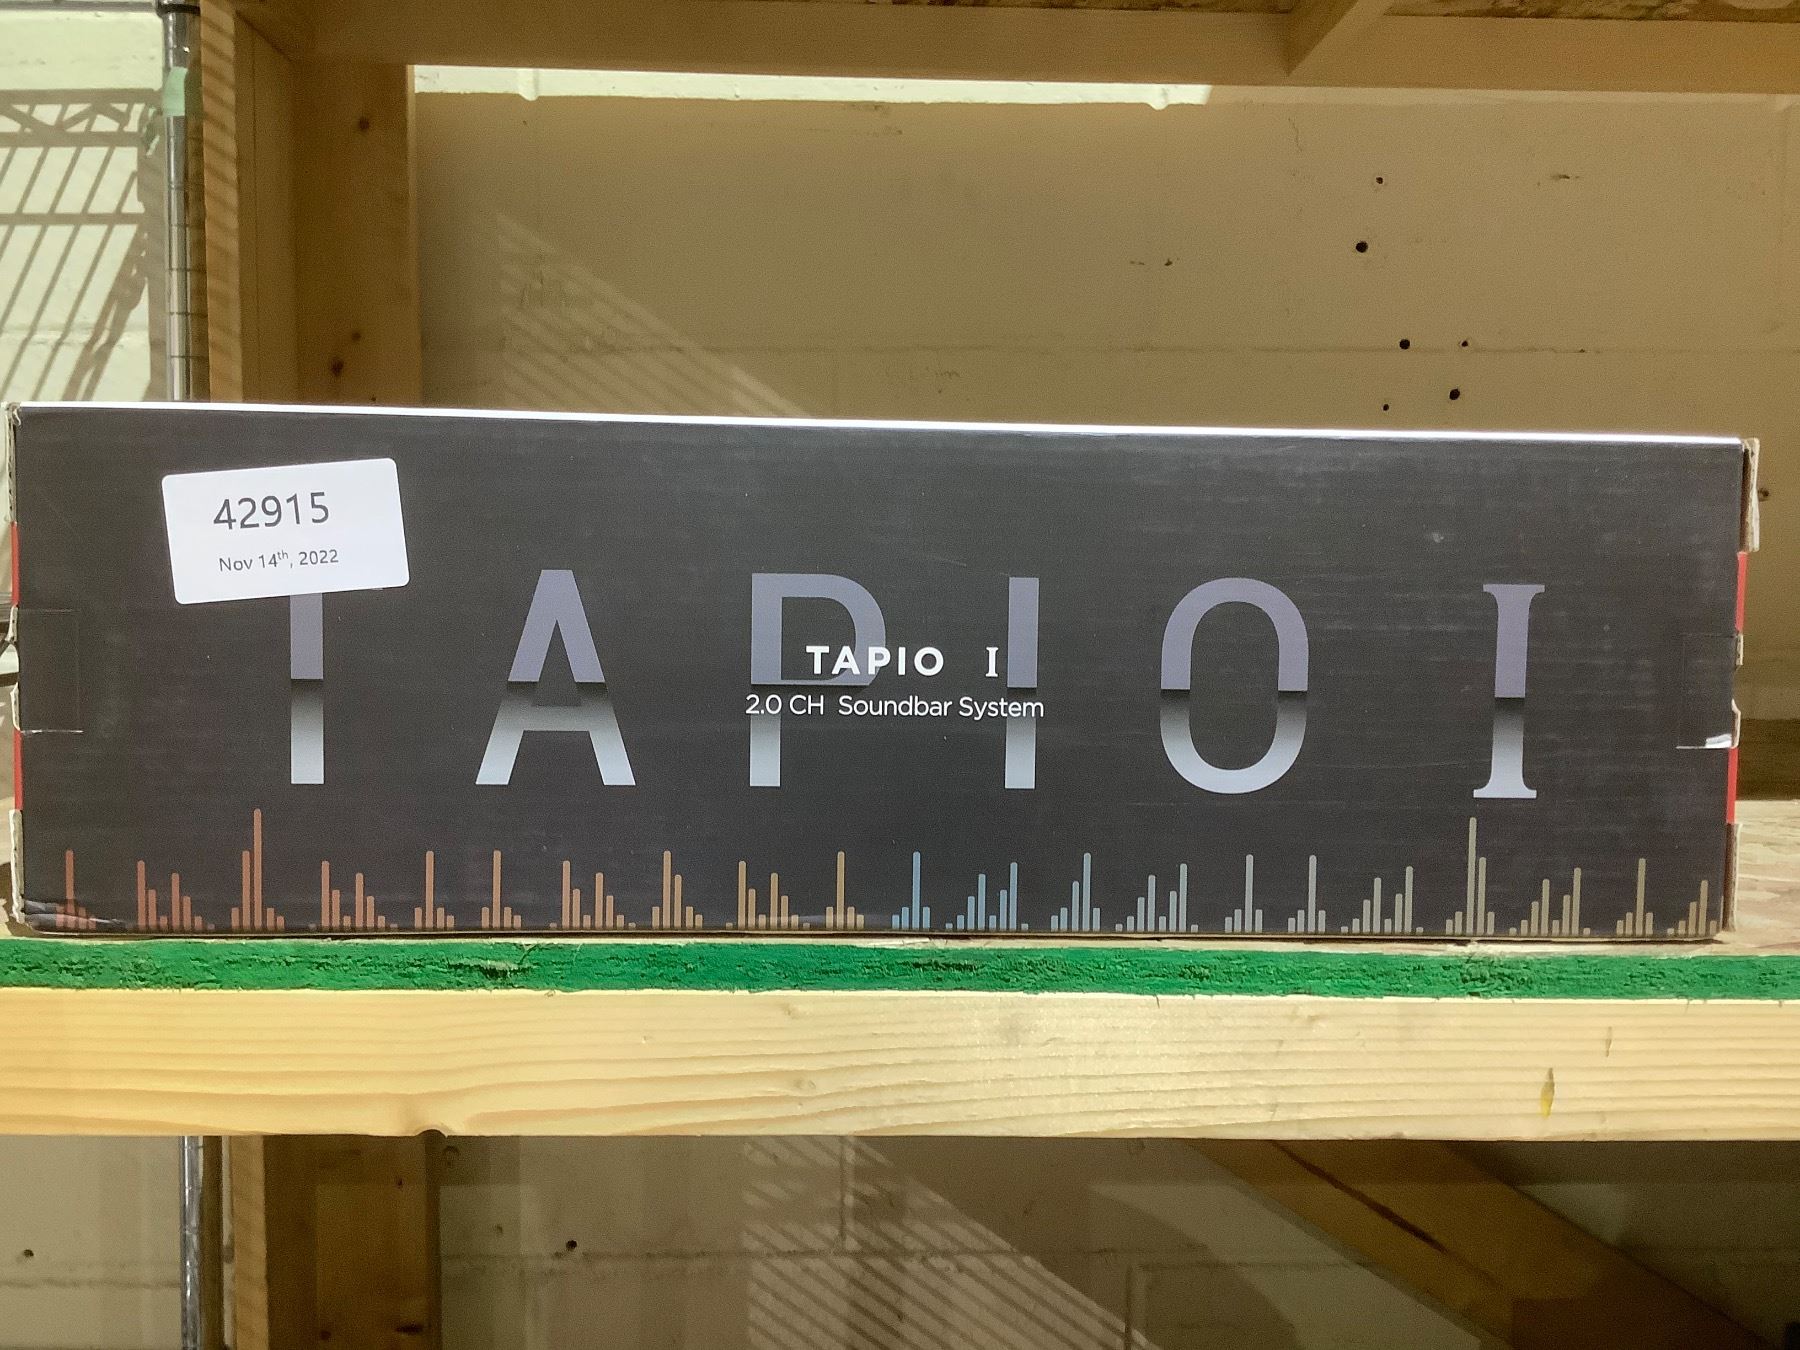 42915
Nov 14th, 2022
TAPIO I
TAPIO I
2.0 CH Soundbar System